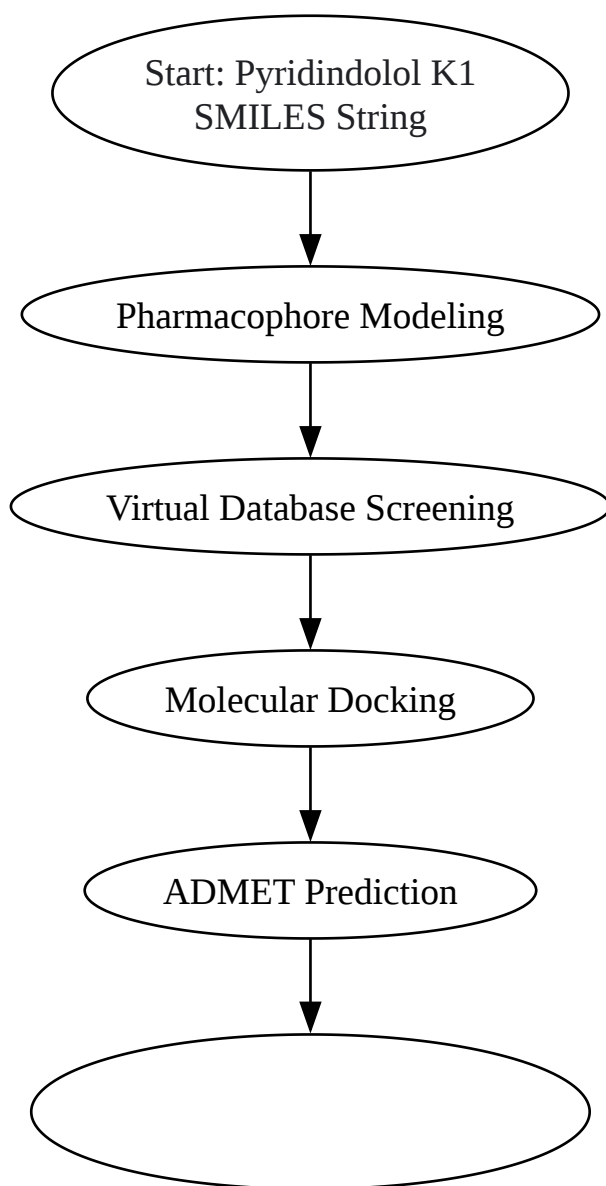 Start: Pyridindolol K1
SMILES String
Pharmacophore Modeling
Virtual Database Screening
Molecular Docking
ADMET Prediction